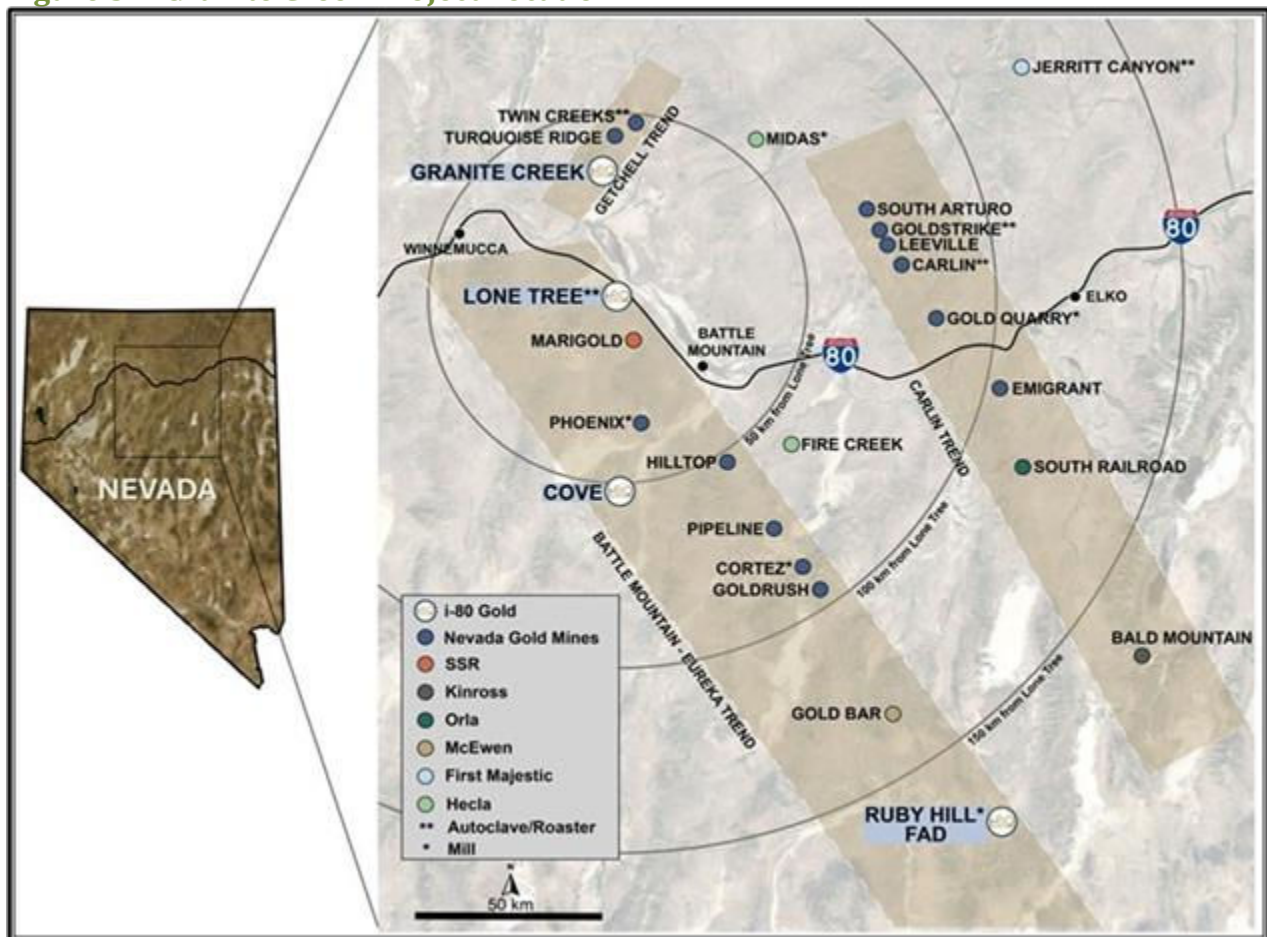 JERRITT CANYON**
TWIN CREEKS**
TURQUOISE RIDGE
MIDAS*
GETCHELL TREND
GRANITE CREEK
SOUTH ARTURO
GOLDSTRIKE**
LEEVILLE
CARLIN**
80
WINNEMUCCA
LONE TREE**
ELKO
GOLD QUARRY*
MARIGOLD
BATTLE
MOUNTAIN
80
50 km from Lone Tree
EMIGRANT
CARLIN TREND
PHOENIX*
FIRE CREEK
HILLTOP
SOUTH RAILROAD
NEVADA
COVE
PIPELINE
100 km from Lone Tree
CORTEZ*
GOLDRUSH
BATTLE MOUNTAIN - EUREKA TREND
BALD MOUNTAIN
150 km from Lone Tree
GOLD BAR
RUBY HILL*
FAD
i-80 Gold
Nevada Gold Mines
SSR
Kinross
Orla
McEwen
First Majestic
Hecla
** Autoclave/Roaster
* Mill
N
50 km